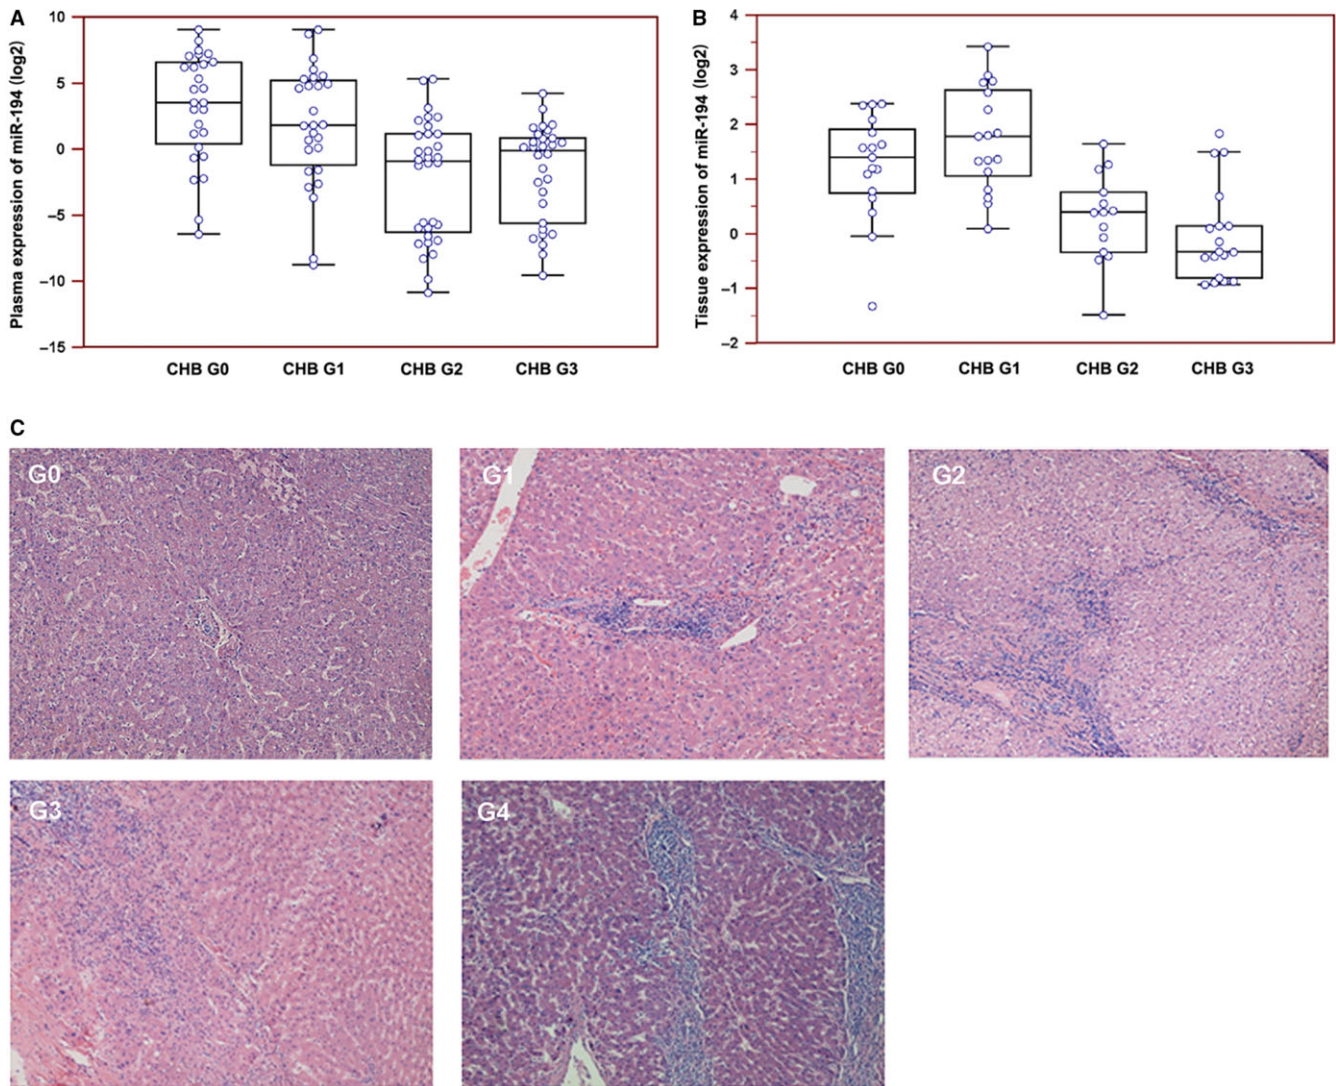 A
Plasma expression of miR-194 (log2)
10
5
0
−5
−10
−15
CHB G0 CHB G1 CHB G2 CHB G3
B
Tissue expression of miR-194 (log2)
4
3
2
1
0
−1
−2
CHB G0 CHB G1 CHB G2 CHB G3
C
G0
G1
G2
G3
G4